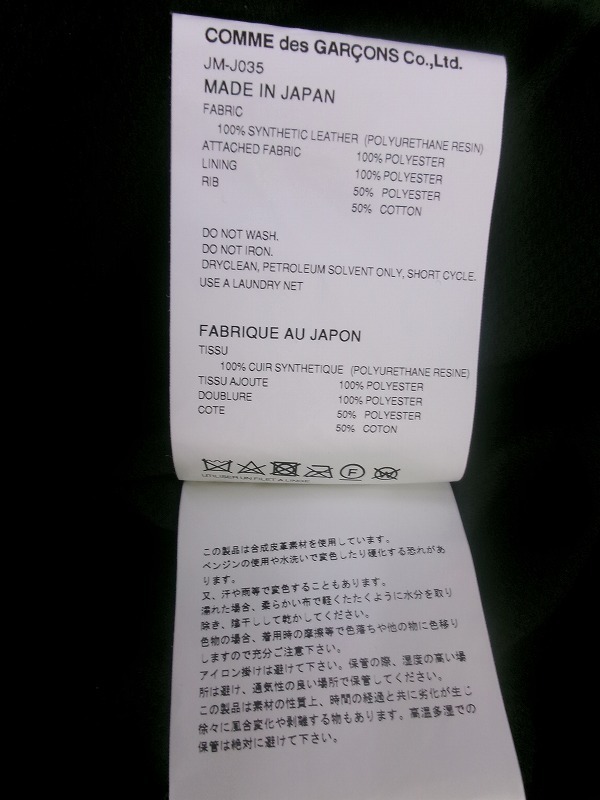 COMME des GARÇONS Co.,Ltd.
JM-J035
MADE IN JAPAN
FABRIC
100% SYNTHETIC LEATHER (POLYURETHANE RESIN)
ATTACHED FABRIC 100% POLYESTER
LINING 100% POLYESTER
RIB 50% POLYESTER
50% COTTON
DO NOT WASH.
DO NOT IRON.
DRYCLEAN, PETROLEUM SOLVENT ONLY, SHORT CYCLE.
USE A LAUNDRY NET
FABRIQUE AU JAPON
TISSU
100% CUIR SYNTHETIQUE (POLYURETHANE RESINE)
TISSU AJOUTE 100% POLYESTER
DOUBLURE 100% POLYESTER
COTE 50% POLYESTER
50% COTON
F W
UTILISER UN FILET A LINGE
この製品は合成皮革素材を使用しています。
ベンジンの使用や水洗いで変色したり硬化する恐れがあ
ります。
又、汗や雨等で変色することもあります。
濡れた場合、柔らかい布で軽くたたくように水分を取り
除き、陰干しして乾かしてください。
色物の場合、着用時の摩擦等で色落ちや他の物に色移り
しますので充分ご注意下さい。
アイロン掛けは避けて下さい。保管の際、湿度の高い場
所は避け、通気性の良い場所で保管してください。
この製品は素材の性質上、時間の経過と共に劣化が生じ
徐々に風合変化や剥離する物もあります。高温多湿での
保管は絶対に避けて下さい。